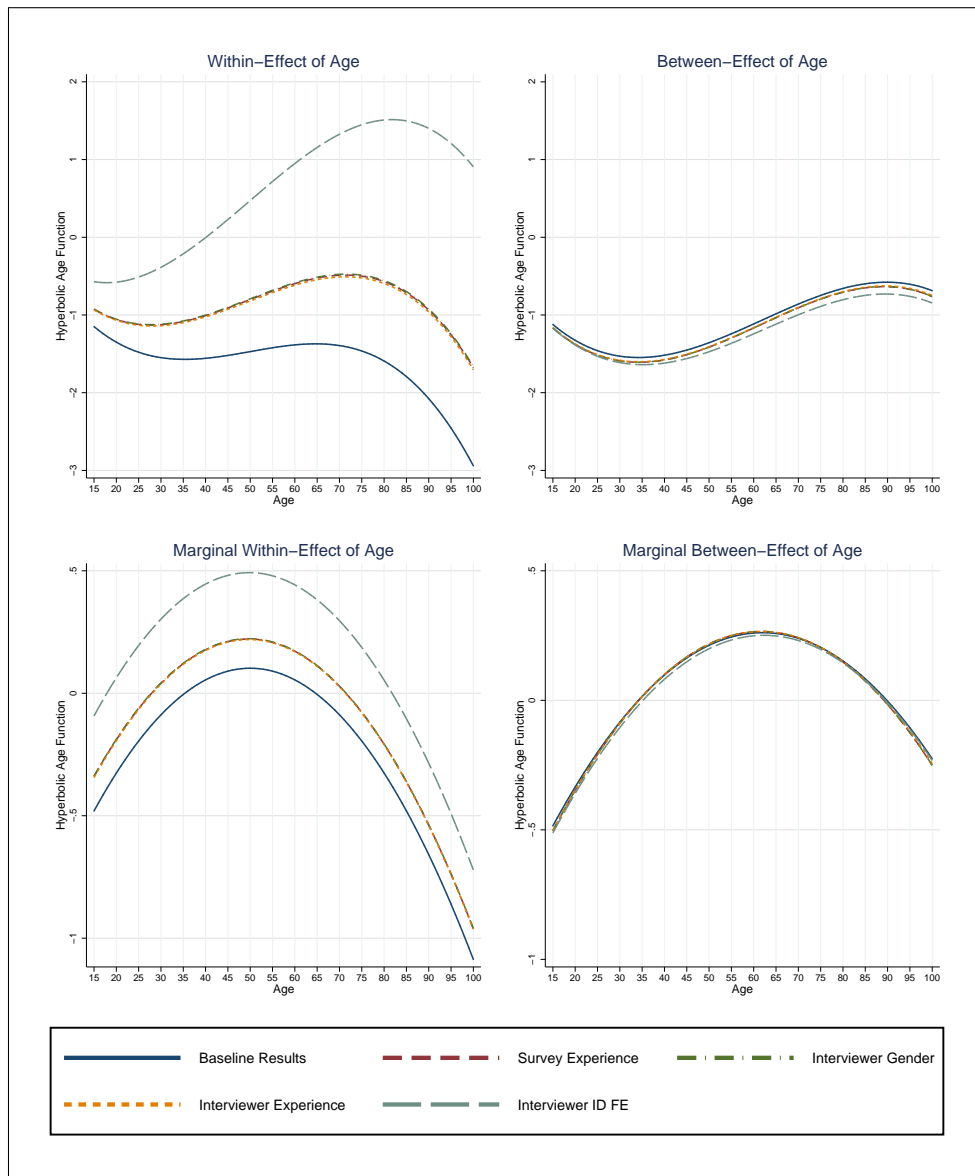 Within−Effect of Age
Hyperbolic Age Function
2
1
0
−1
−2
−3
15 20 25 30 35 40 45 50 55 60 65 70 75 80 85 90 95 100
Age
Between−Effect of Age
Hyperbolic Age Function
2
1
0
−1
−2
−3
15 20 25 30 35 40 45 50 55 60 65 70 75 80 85 90 95 100
Age
Marginal Within−Effect of Age
Hyperbolic Age Function
.5
0
−.5
−1
15 20 25 30 35 40 45 50 55 60 65 70 75 80 85 90 95 100
Age
Marginal Between−Effect of Age
Hyperbolic Age Function
.5
0
−.5
−1
15 20 25 30 35 40 45 50 55 60 65 70 75 80 85 90 95 100
Age
Baseline Results
Survey Experience
Interviewer Gender
Interviewer Experience
Interviewer ID FE